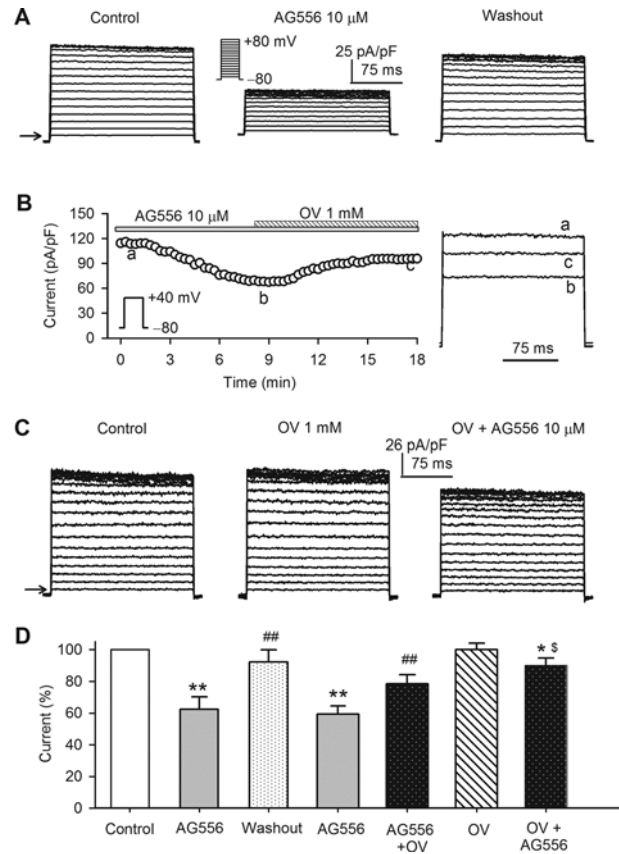 A
Control
AG556 10 μM
Washout
+80 mV
−80
25 pA/pF
75 ms
B
150
120
90
60
30
0
Current (pA/pF)
AG556 10 μM
OV 1 mM
a
b
c
+40 mV
−80
0 3 6 9 12 15 18
Time (min)
a
c
b
75 ms
C
Control
OV 1 mM
OV + AG556 10 μM
26 pA/pF
75 ms
D
100
80
60
40
20
0
Current (%)
**
##
**
##
* $
Control
AG556
Washout
AG556
AG556
+OV
OV
OV +
AG556